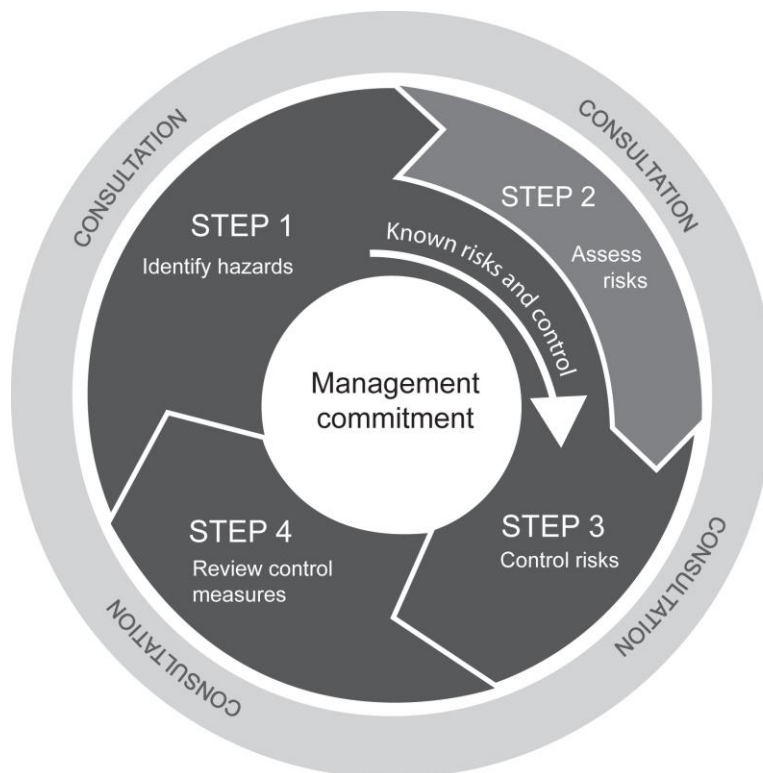 CONSULTATION
CONSULTATION
STEP 1
Identify hazards
STEP 2
Assess
risks
Known risks and control
Management
commitment
STEP 4
Review control
measures
STEP 3
Control risks
CONSULTATION
CONSULTATION